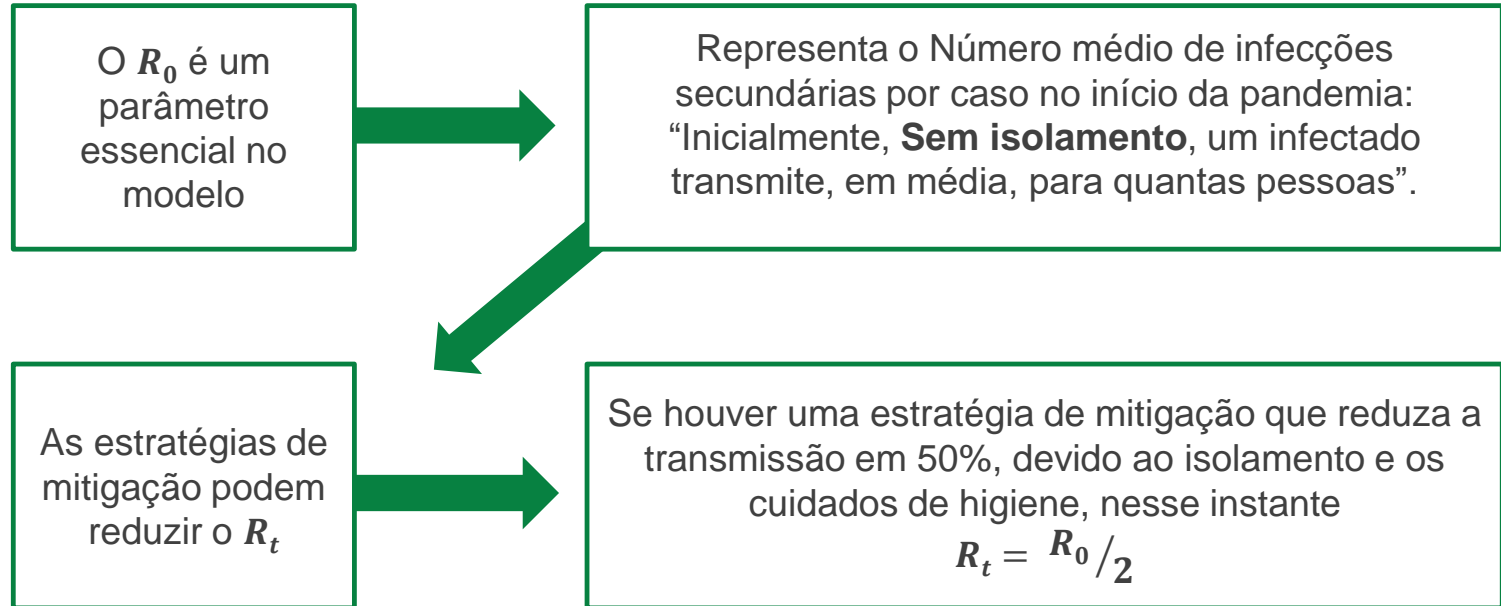 O R₀ é um
parâmetro
essencial no
modelo
Representa o Número médio de infecções
secundárias por caso no início da pandemia:
“Inicialmente, Sem isolamento, um infectado
transmite, em média, para quantas pessoas”.
As estratégias de
mitigação podem
reduzir o Rₜ
Se houver uma estratégia de mitigação que reduza a
transmissão em 50%, devido ao isolamento e os
cuidados de higiene, nesse instante
Rₜ = R₀/2